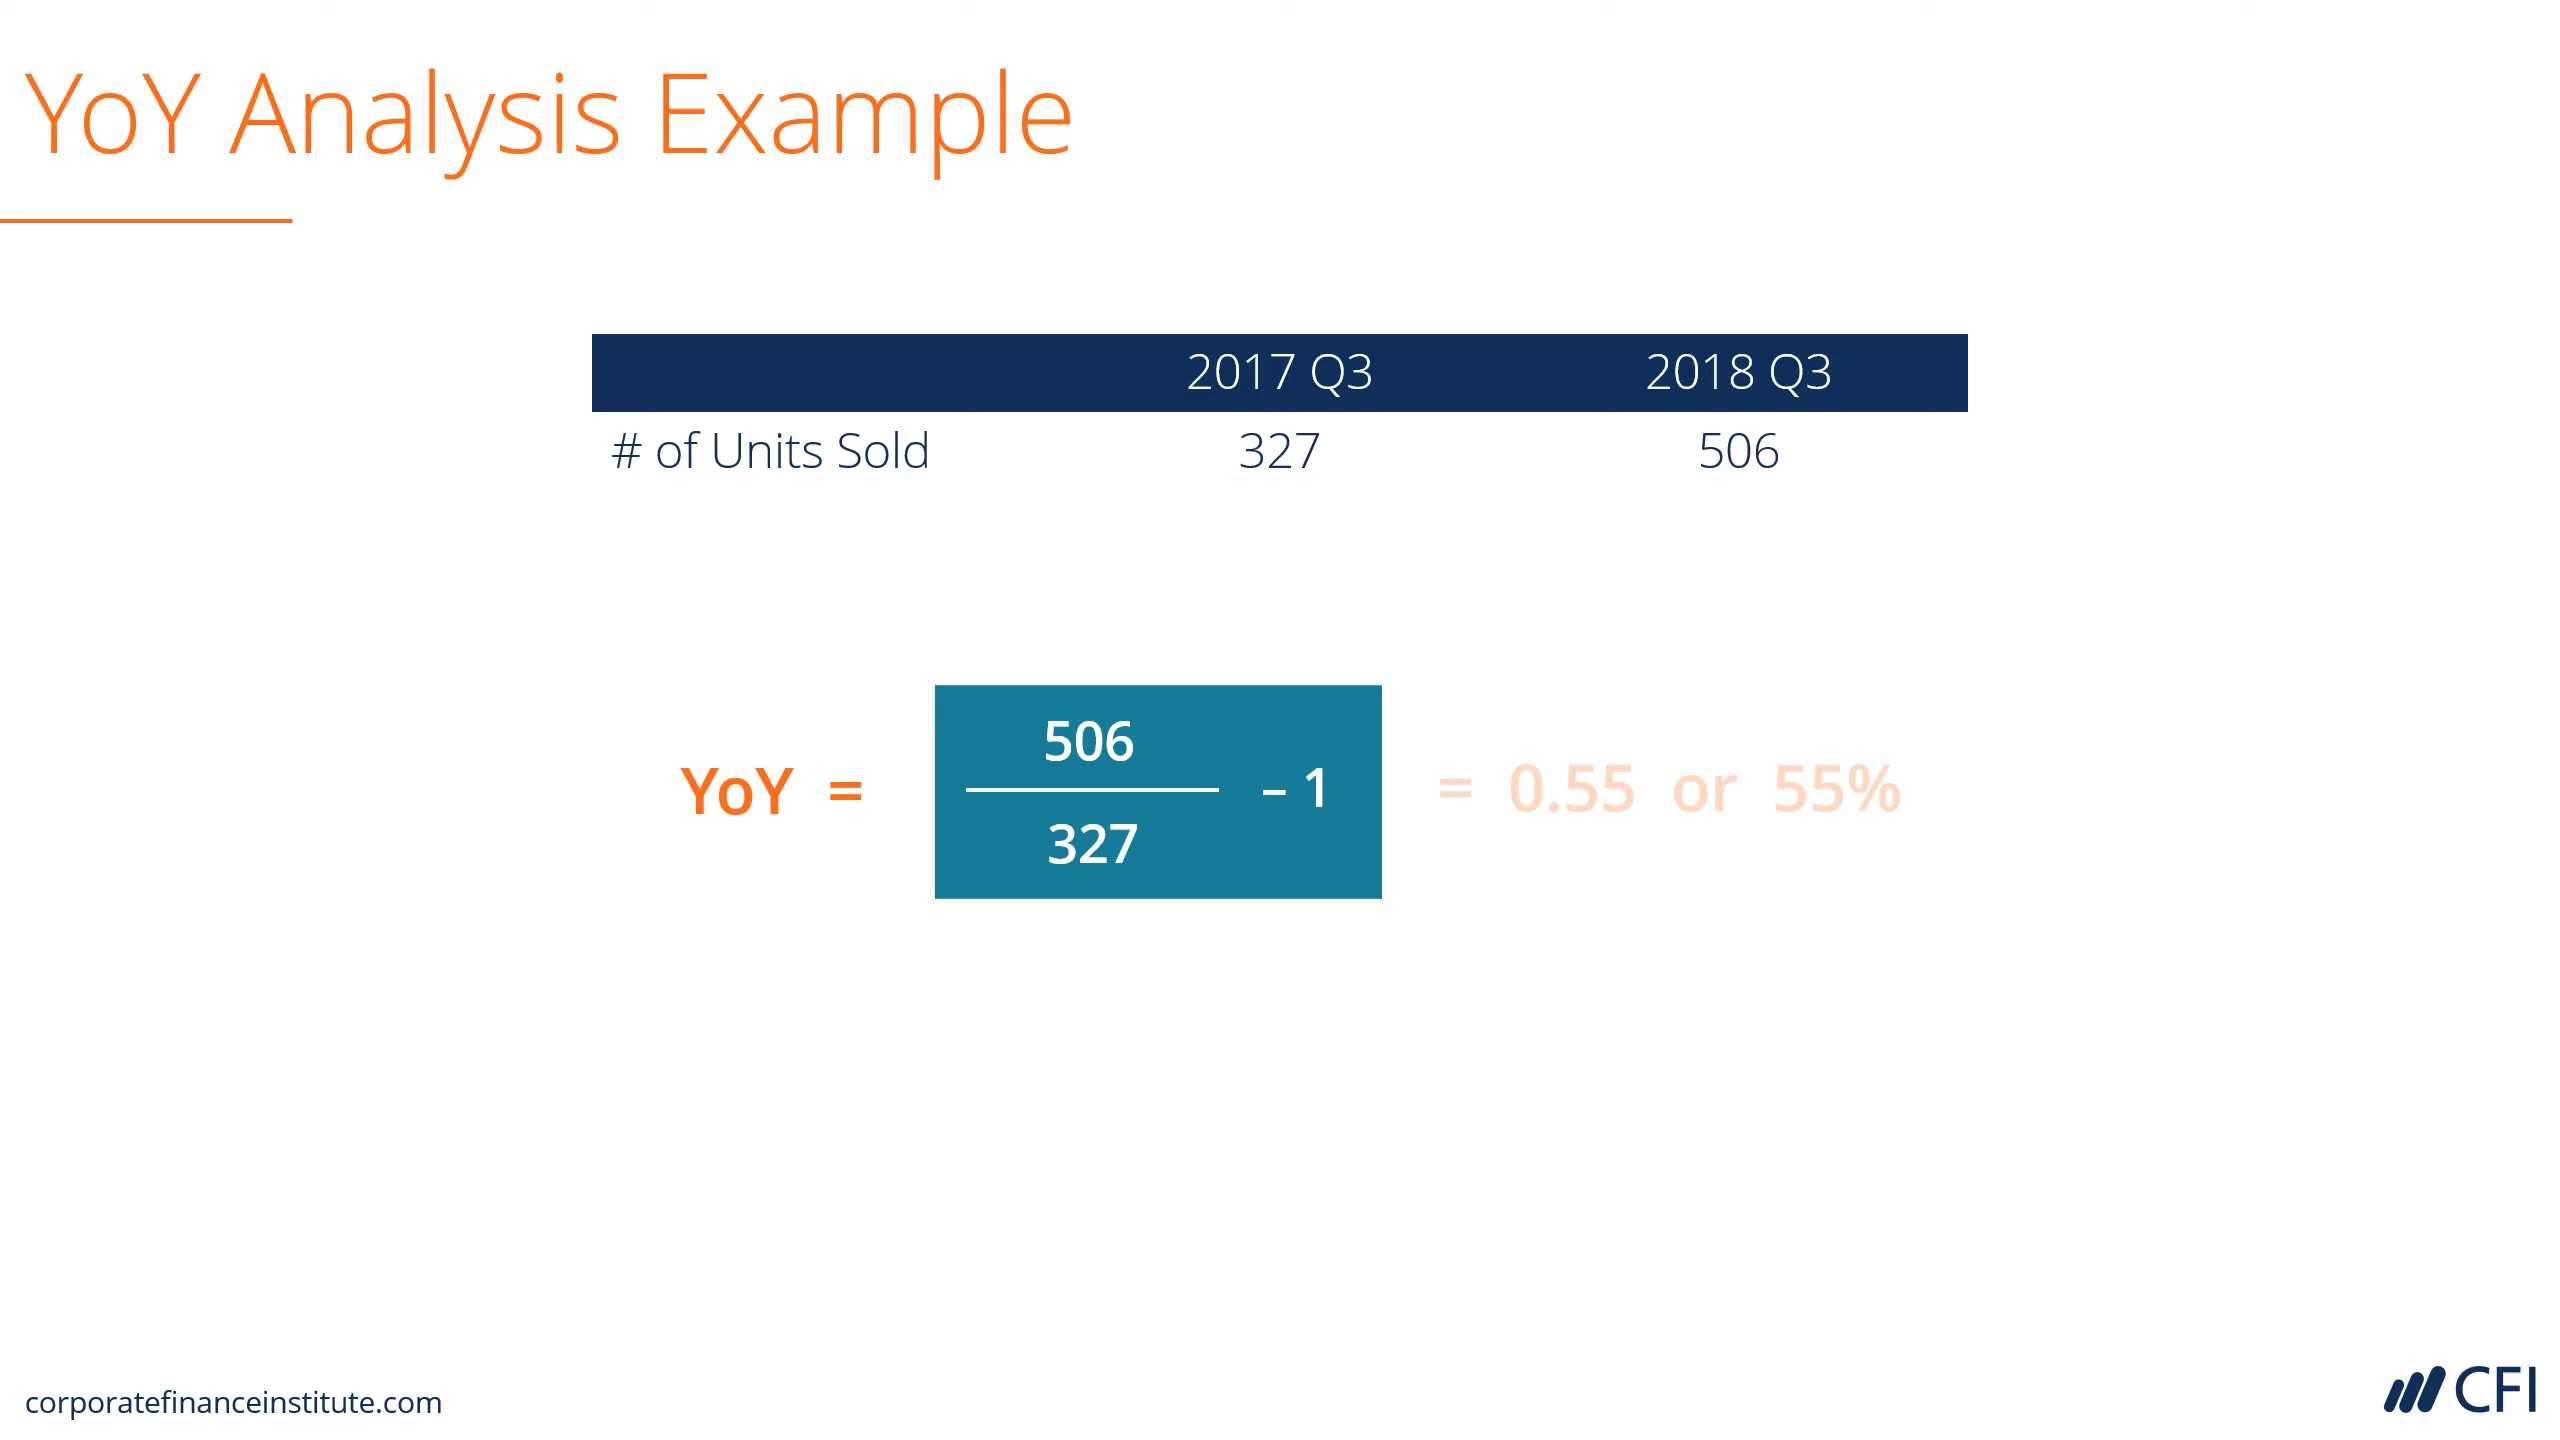 YoY Analysis Example
2017 Q3 2018 Q3
# of Units Sold 327 506
506
YoY = – 1 = 0.55 or 55%
327
corporatefinanceinstitute.com
CFI